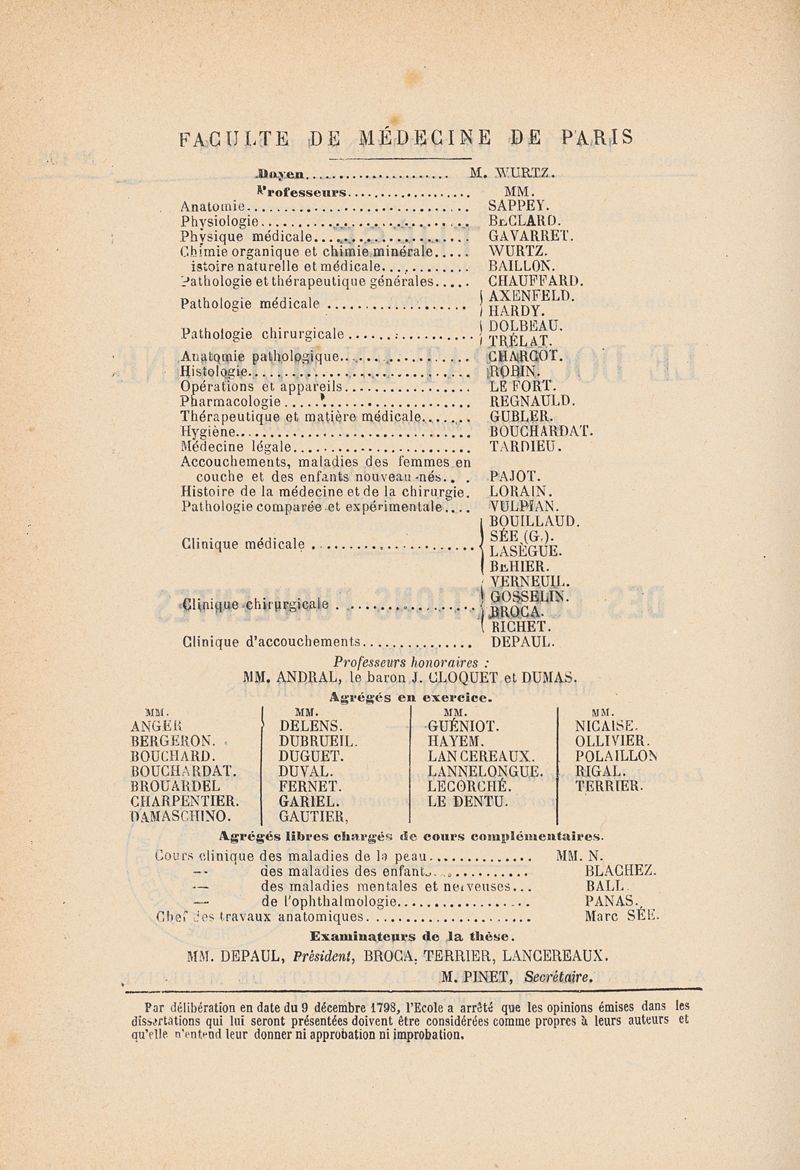 FACULTE DE MÉDECINE DE PARIS
Doyen........................ M. WURTZ.
Professeurs................... MM.
Anatomie................................ SAPPEY.
Physiologie.............................. BECLARD.
Physique médicale...................... GAVARRET.
Chimie organique et chimie minérale..... WURTZ.
istoire naturelle et médicale............. BAILLON.
Pathologie et thérapeutique générales..... CHAUFFARD.
Pathologie médicale ................... { AXENFELD.
HARDY.
Pathologie chirurgicale .................. { DOLBEAU.
TRÉLAT.
Anatomie pathologique................... CHARCOT.
Histologie................................ ROBIN.
Opérations et appareils.................. LE FORT.
Pharmacologie .......................... REGNAULD.
Thérapeutique et matière médicale....... GUBLER.
Hygiène.................................. BOUCHARDAT.
Médecine légale......................... TARDIEU.
Accouchements, maladies des femmes en
couche et des enfants nouveau-nés.. . PAJOT.
Histoire de la médecine et de la chirurgie. LORAIN.
Pathologie comparée et expérimentale.... VULPIAN.
Clinique médicale ....................... { BOUILLAUD.
SÉE (G.).
LASÈGUE.
BEHIER.
Clinique chirurgicale .................... { VERNEUIL.
GOSSELIN.
BROCA.
RICHET.
Clinique d'accouchements............... DEPAUL.
Professeurs honoraires :
MM. ANDRAL, le baron J. CLOQUET et DUMAS.
Agrégés en exercice.
MM. MM. MM. MM.
ANGER DELENS. GUÉNIOT. NICAISE.
BERGERON. DUBRUEIL. HAYEM. OLLIVIER.
BOUCHARD. DUGUET. LANCEREAUX. POLAILLON
BOUCHARDAT. DUVAL. LANNELONGUE. RIGAL.
BROUARDEL FERNET. LECORCHÉ. TERRIER.
CHARPENTIER. GARIEL. LE DENTU.
DAMASCHINO. GAUTIER.
Agrégés libres chargés de cours complémentaires.
Cours clinique des maladies de la peau.............. MM. N.
— des maladies des enfants............ BLACHEZ.
— des maladies mentales et nerveuses... BALL.
— de l'ophthalmologie.................. PANAS.
Chef des travaux anatomiques....................... Marc SÉE.
Examinateurs de la thèse.
MM. DEPAUL, Président, BROCA, TERRIER, LANCEREAUX.
M. PINET, Secrétaire.
Par délibération en date du 9 décembre 1798, l'Ecole a arrêté que les opinions émises dans les
dissertations qui lui seront présentées doivent être considérées comme propres à leurs auteurs et
qu'elle n'entend leur donner ni approbation ni improbation.